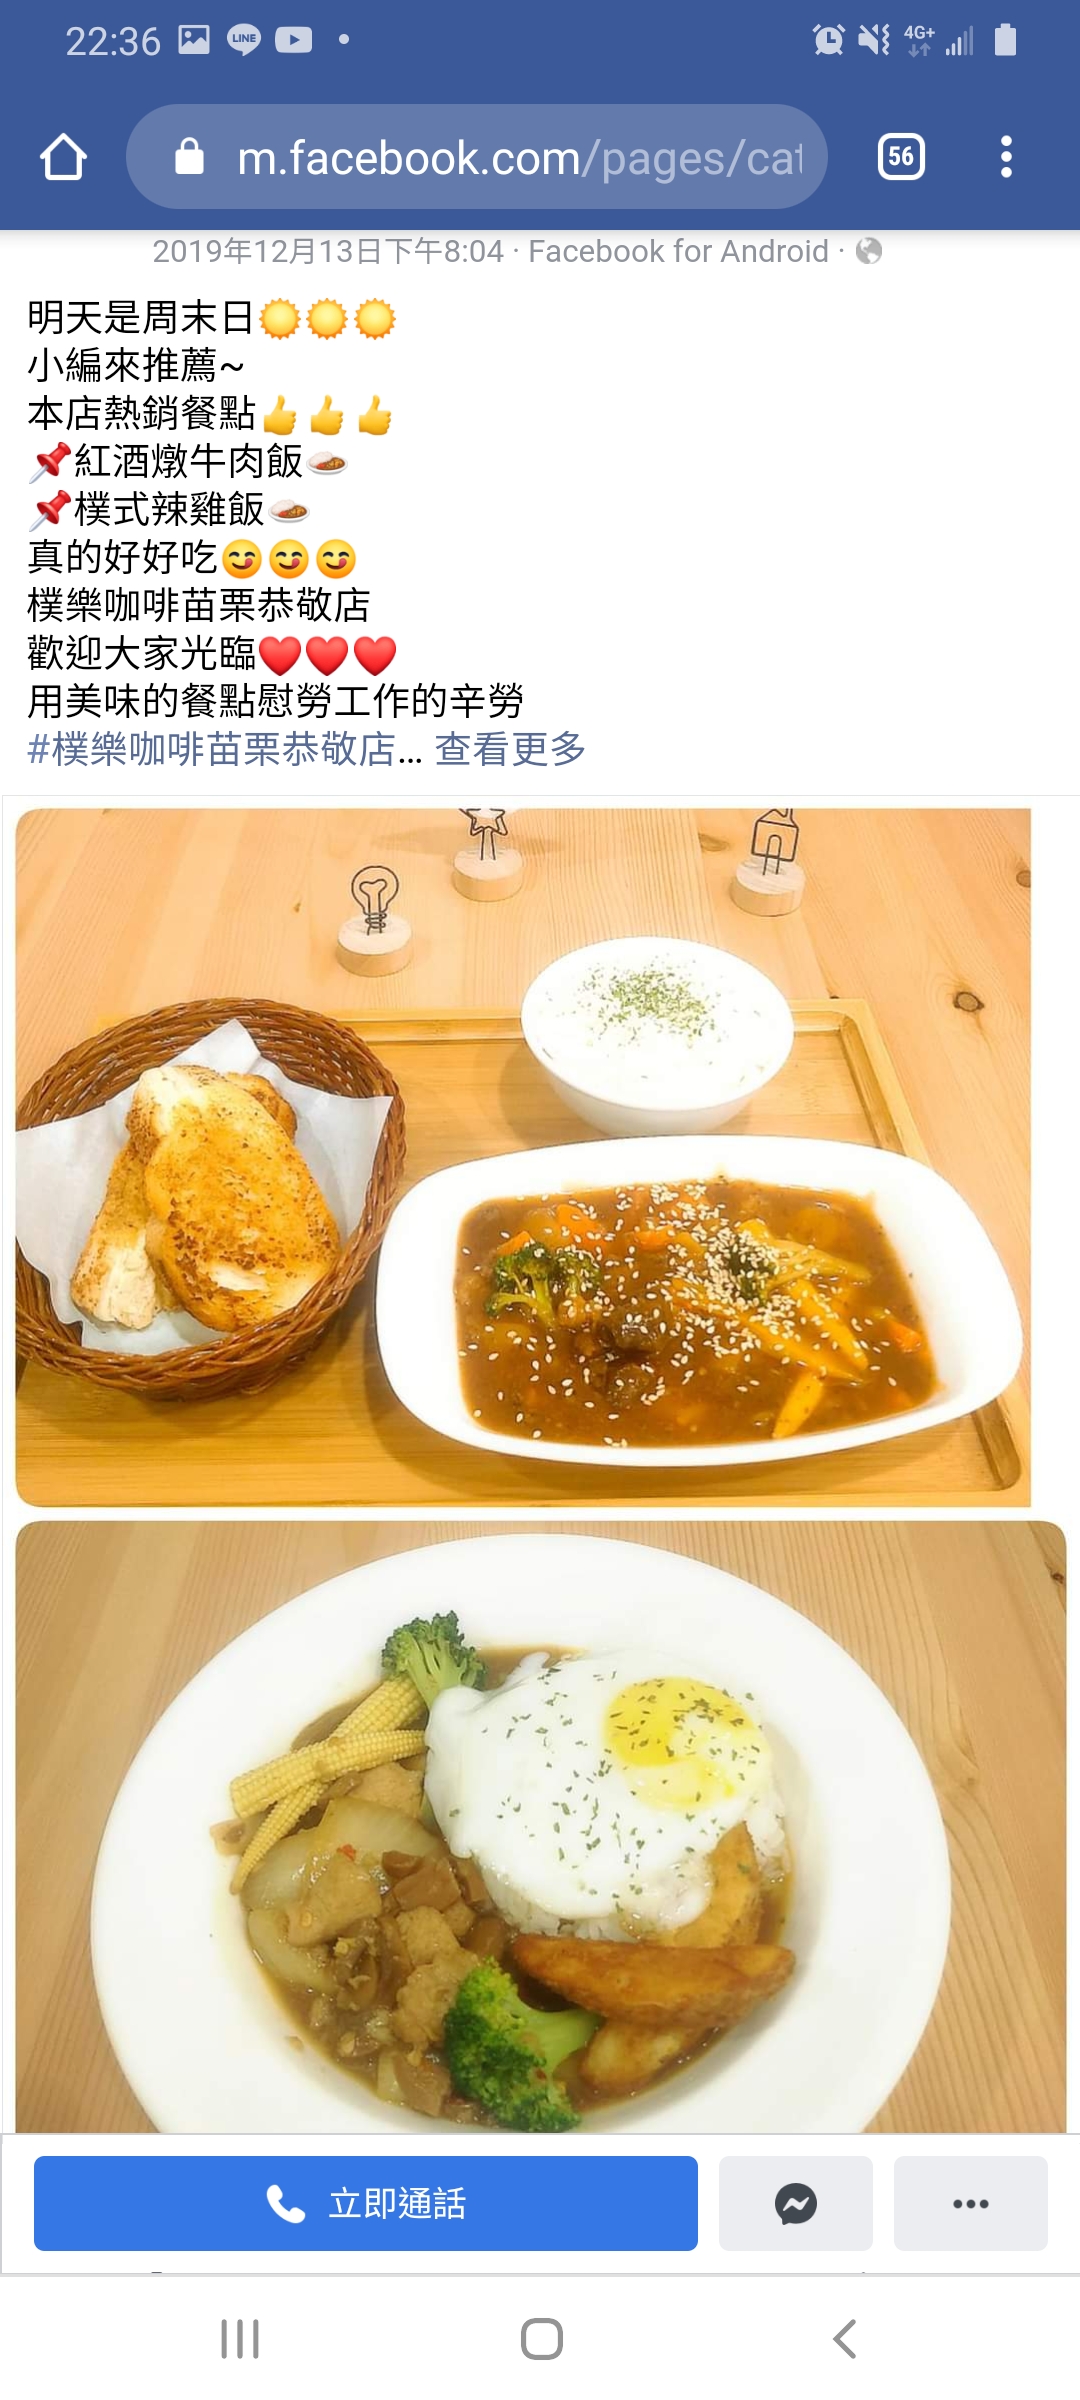 22:36 LINE 4G+
m.facebook.com/pages/cat 56
2019年12月13日下午8:04 · Facebook for Android ·
明天是周末日☀️☀️☀️
小編來推薦~
本店熱銷餐點👍👍👍
📌紅酒燉牛肉飯🍛
📌樸式辣雞飯🍛
真的好好吃😋😋😋
樸樂咖啡苗栗恭敬店
歡迎大家光臨❤️❤️❤️
用美味的餐點慰勞工作的辛勞
#樸樂咖啡苗栗恭敬店... 查看更多
立即通話